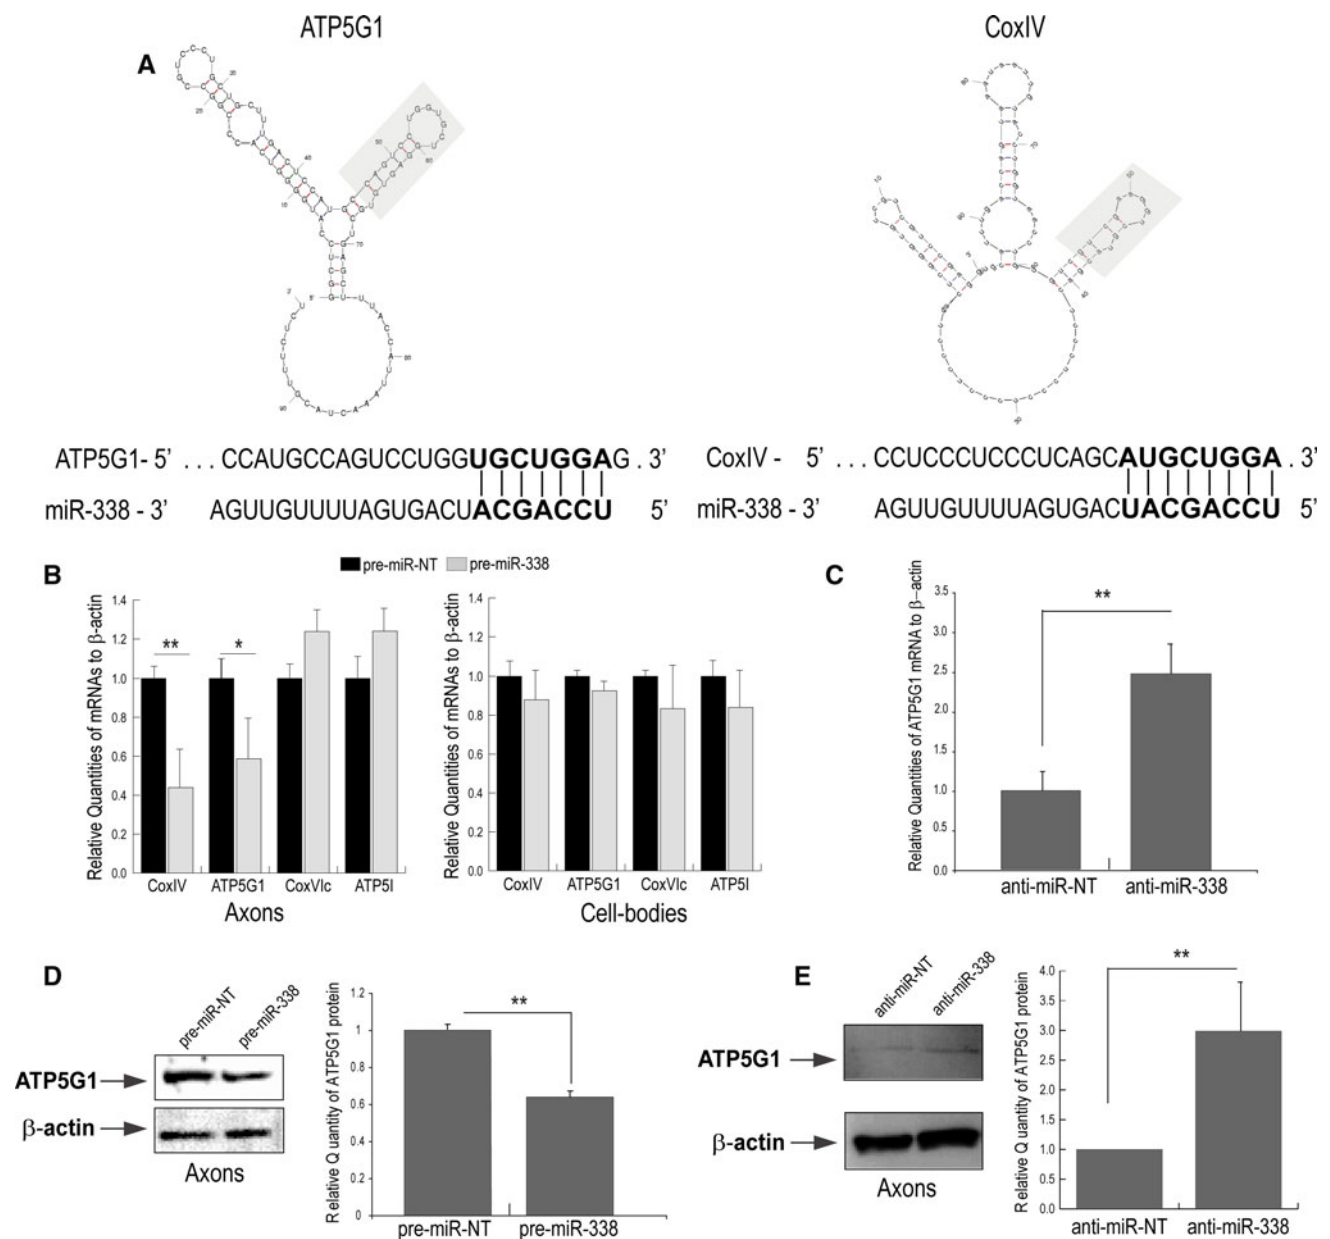 ATP5G1
CoxIV
A
ATP5G1- 5' ... CCAUGCCAGUCCUGGUGCUGGAG . 3'
miR-338 - 3' AGUUGUUUUAGUGACUACGACCU 5'
CoxIV - 5' ... CCUCCCUCCCUCAGCAUGCUGGA . 3'
miR-338 - 3' AGUUGUUUUAGUGACUACGACCU 5'
B
pre-miR-NT pre-miR-338
Relative Quantities of mRNAs to β-actin
1.4
1.2
1.0
0.8
0.6
0.4
0.2
0.0
** *
CoxIV ATP5G1 CoxVIc ATP5I
Axons
Relative Quantities of mRNAs to β-actin
1.4
1.2
1.0
0.8
0.6
0.4
0.2
0.0
CoxIV ATP5G1 CoxVIc ATP5I
Cell-bodies
C
Relative Quantities of ATP5G1 mRNA to β-actin
3.5
3.0
2.5
2.0
1.5
1.0
0.5
0.0
**
anti-miR-NT anti-miR-338
D
pre-miR-NT pre-miR-338
ATP5G1
β-actin
Axons
Relative Quantity of ATP5G1 protein
1.2
1
0.8
0.6
0.4
0.2
0
**
pre-miR-NT pre-miR-338
E
anti-miR-NT anti-miR-338
ATP5G1
β-actin
Axons
Relative Quantity of ATP5G1 protein
4.0
3.5
3.0
2.5
2.0
1.5
1.0
0.5
0.0
**
anti-miR-NT anti-miR-338